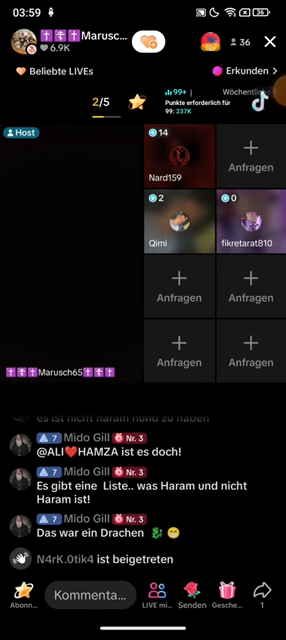 03:59
36
✝️☦️✝️Marusc...
6.9K
36
Beliebte LIVEs
Erkunden >
2/5
99+ |
Punkte erforderlich für
99: 237K
Wöchentliche
Host
14
Nard159
+
Anfragen
2
Qimi
0
fikretarat810
+
Anfragen
+
Anfragen
+
Anfragen
+
Anfragen
✝️☦️✝️Marusch65✝️☦️✝️
es ist nicht haram hund zu haben
7 Mido Gill Nr. 3
@ALI❤️HAMZA ist es doch!
7 Mido Gill Nr. 3
Es gibt eine Liste.. was Haram und nicht
Haram ist!
7 Mido Gill Nr. 3
Das war ein Drachen 🐉😁
N4rK.0tik4 ist beigetreten
Abonn...
Kommenta...
LIVE mi...
Senden
Gesche...
1